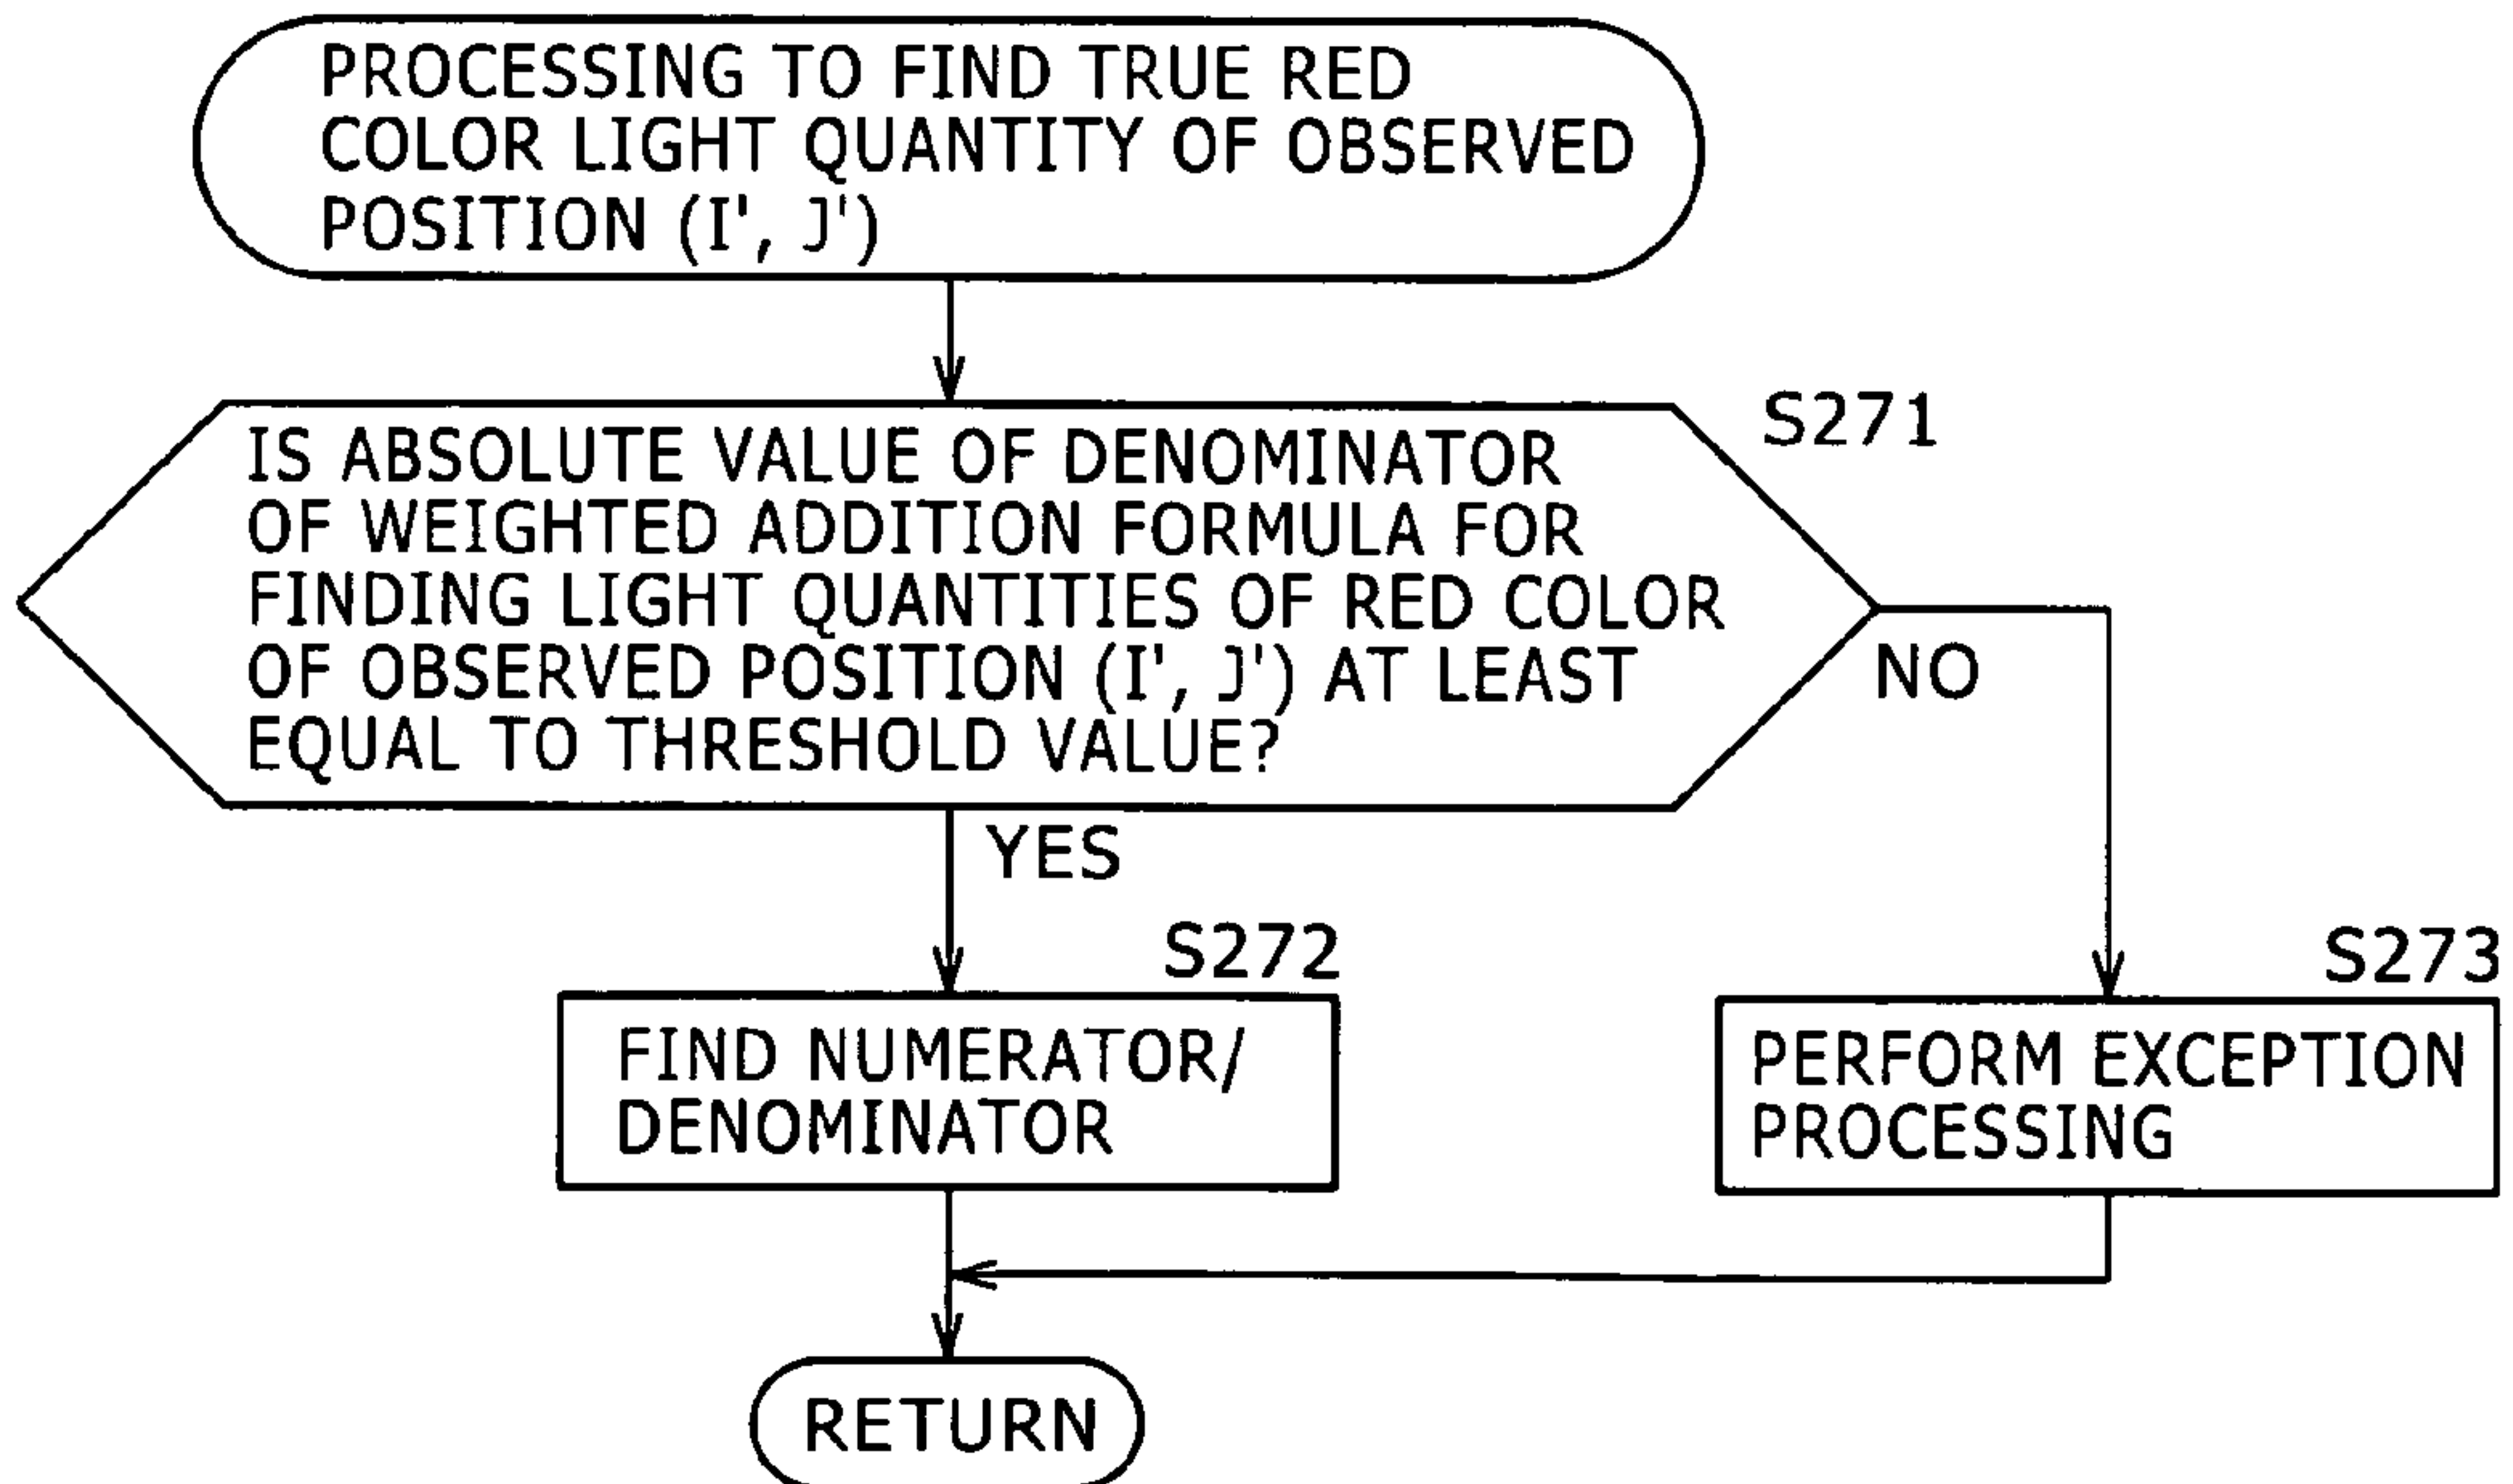 PROCESSING TO FIND TRUE RED
COLOR LIGHT QUANTITY OF OBSERVED
POSITION (I', J')
S271
IS ABSOLUTE VALUE OF DENOMINATOR
OF WEIGHTED ADDITION FORMULA FOR
FINDING LIGHT QUANTITIES OF RED COLOR
OF OBSERVED POSITION (I', J') AT LEAST
EQUAL TO THRESHOLD VALUE?
NO
YES
S272
FIND NUMERATOR/
DENOMINATOR
S273
PERFORM EXCEPTION
PROCESSING
RETURN